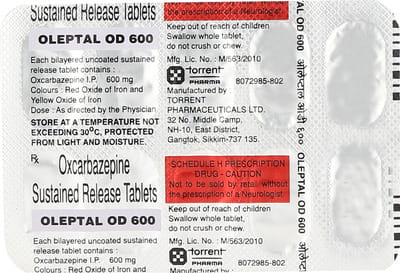 Sustained Release Tablets
OLEPTAL OD 600
Each bilayered uncoated sustained
release tablet contains :
Oxcarbazepine I.P. 600 mg
Colours : Red Oxide of Iron and
Yellow Oxide of Iron
Dose : As directed by the Physician
STORE AT A TEMPERATURE NOT
EXCEEDING 30°C, PROTECTED
FROM LIGHT AND MOISTURE.
Rx
Oxcarbazepine
Sustained Release Tablets
OLEPTAL OD 600
Each bilayered uncoated sustained
release tablet contains :
Oxcarbazepine I.P. 600 mg
Colours : Red Oxide of Iron and
the prescription of a Neurologist.
Keep out of reach of children
Swallow whole tablet,
do not crush or chew.
Mfg. Lic. No. : M/563/2010
torrent
PHARMA
8072985-802
Manufactured by
TORRENT
PHARMACEUTICALS LTD.
32 No. Middle Camp,
NH-10, East District,
Gangtok, Sikkim-737 135.
SCHEDULE H PRESCRIPTION
DRUG - CAUTION
Not to be sold by retail without
the prescription of a Neurologist.
Keep out of reach of children
Swallow whole tablet,
do not crush or chew.
Mfg. Lic. No. : M/563/2010
torrent
PHARMA
8072985-802
Manufactured by
OLEPTAL OD 600
OLEPTAL OD 600